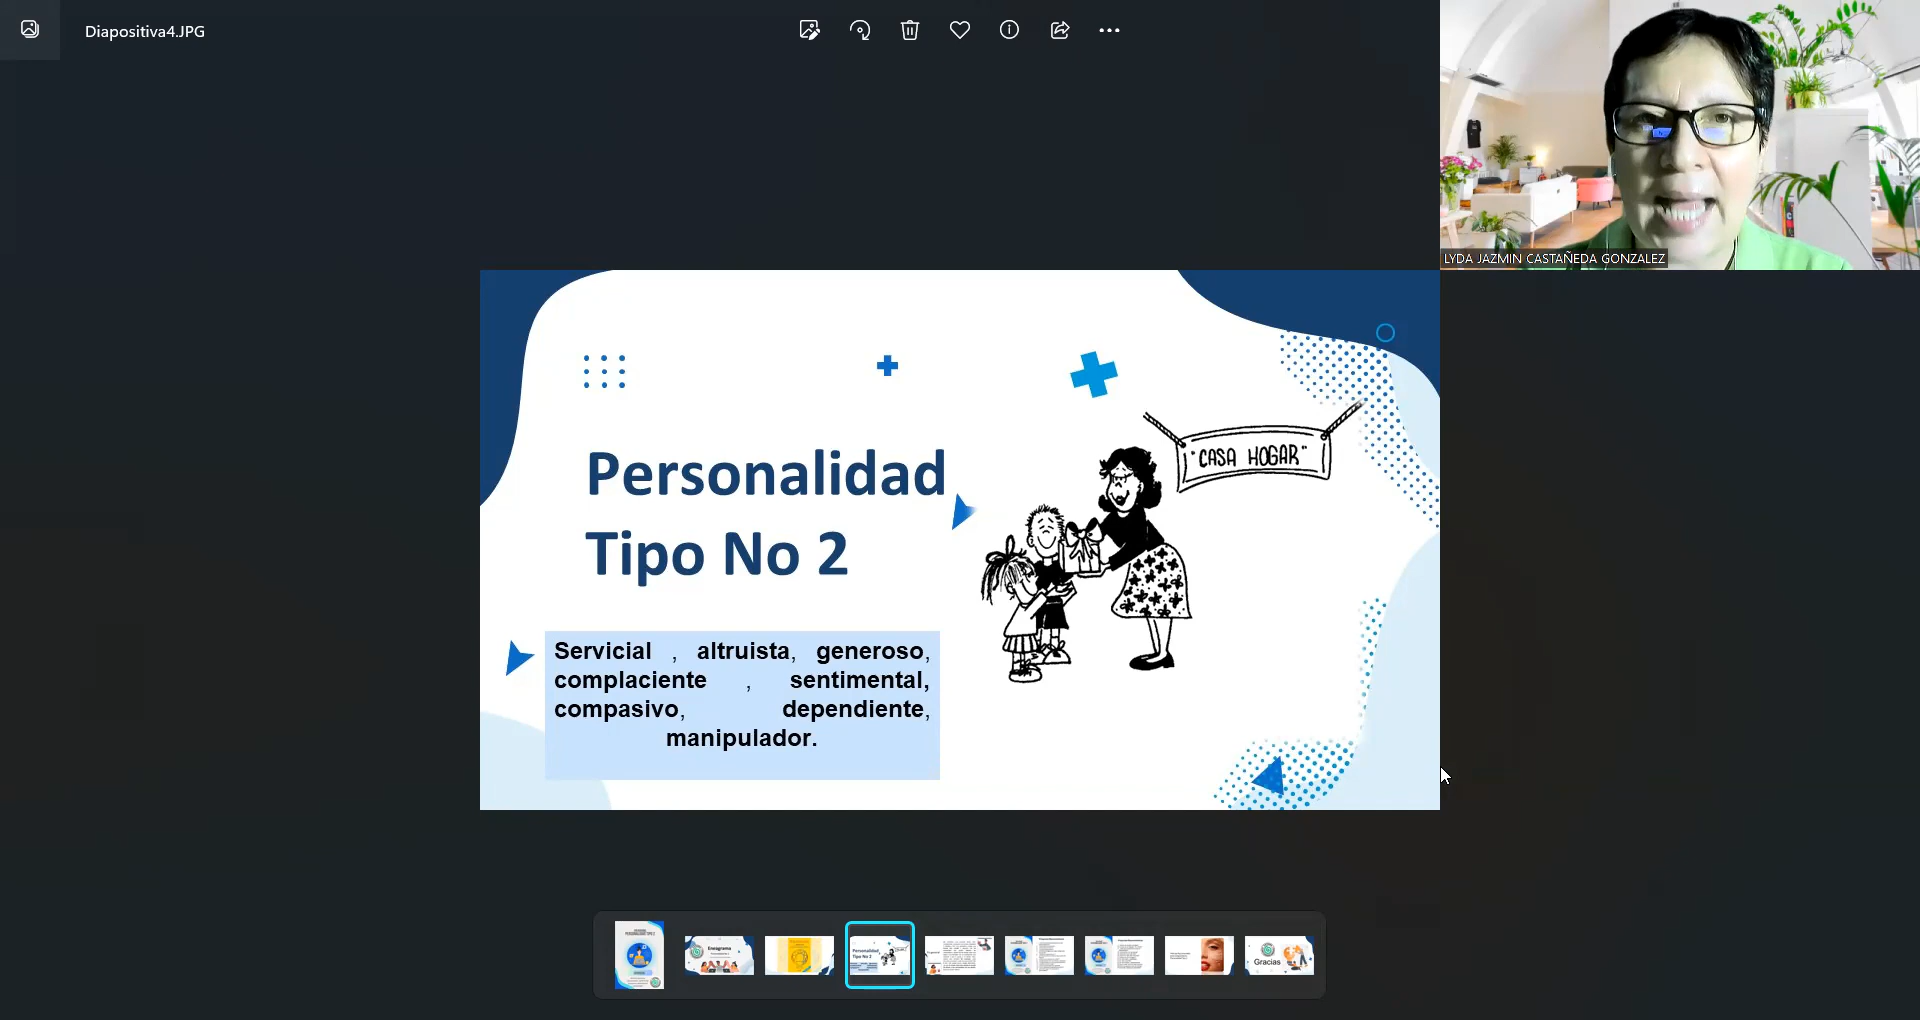 Diapositiva4.JPG
LYDA JAZMIN CASTAÑEDA GONZALEZ
"CASA HOGAR"
Personalidad
Tipo No 2
Servicial , altruista, generoso,
complaciente , sentimental,
compasivo, dependiente,
manipulador.
Eneagrama
Personalidad
Tipo No 2
Gracias